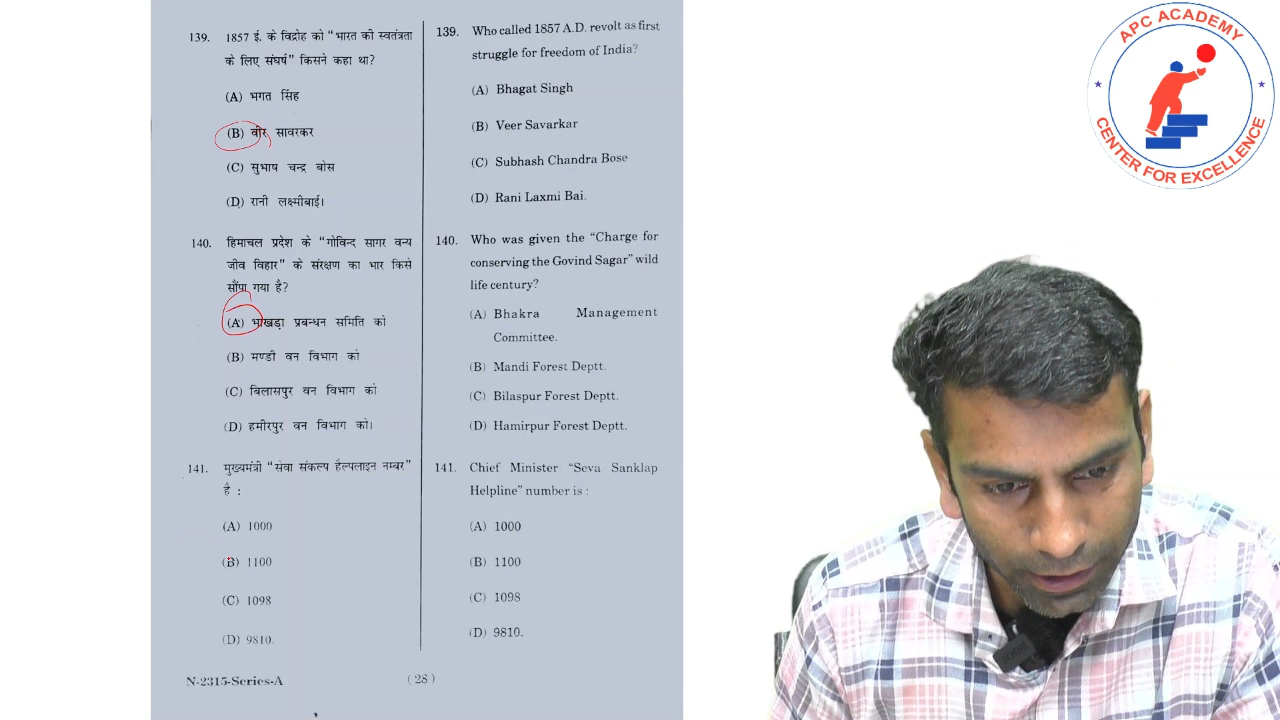 139. 1857 ई. के विद्रोह को “भारत की स्वतंत्रता
के लिए संघर्ष” किसने कहा था?
(A) भगत सिंह
(B) वीर सावरकर
(C) सुभाष चन्द्र बोस
(D) रानी लक्ष्मीबाई।
140. हिमाचल प्रदेश के “गोविन्द सागर वन्य
जीव विहार” के संरक्षण का भार किसे
सौंपा गया है?
(A) भाखड़ा प्रबन्धन समिति को
(B) मण्डी वन विभाग को
(C) बिलासपुर वन विभाग को
(D) हमीरपुर वन विभाग को।
141. मुख्यमंत्री “सेवा संकल्प हैल्पलाइन नम्बर”
है :
(A) 1000
(B) 1100
(C) 1098
(D) 9810.
N-2315-Series-A
139. Who called 1857 A.D. revolt as first
struggle for freedom of India?
(A) Bhagat Singh
(B) Veer Savarkar
(C) Subhash Chandra Bose
(D) Rani Laxmi Bai.
140. Who was given the “Charge for
conserving the Govind Sagar” wild
life century?
(A) Bhakra Management
Committee.
(B) Mandi Forest Deptt.
(C) Bilaspur Forest Deptt.
(D) Hamirpur Forest Deptt.
141. Chief Minister “Seva Sanklap
Helpline” number is :
(A) 1000
(B) 1100
(C) 1098
(D) 9810.
( 28 )
APC ACADEMY
CENTER FOR EXCELLENCE